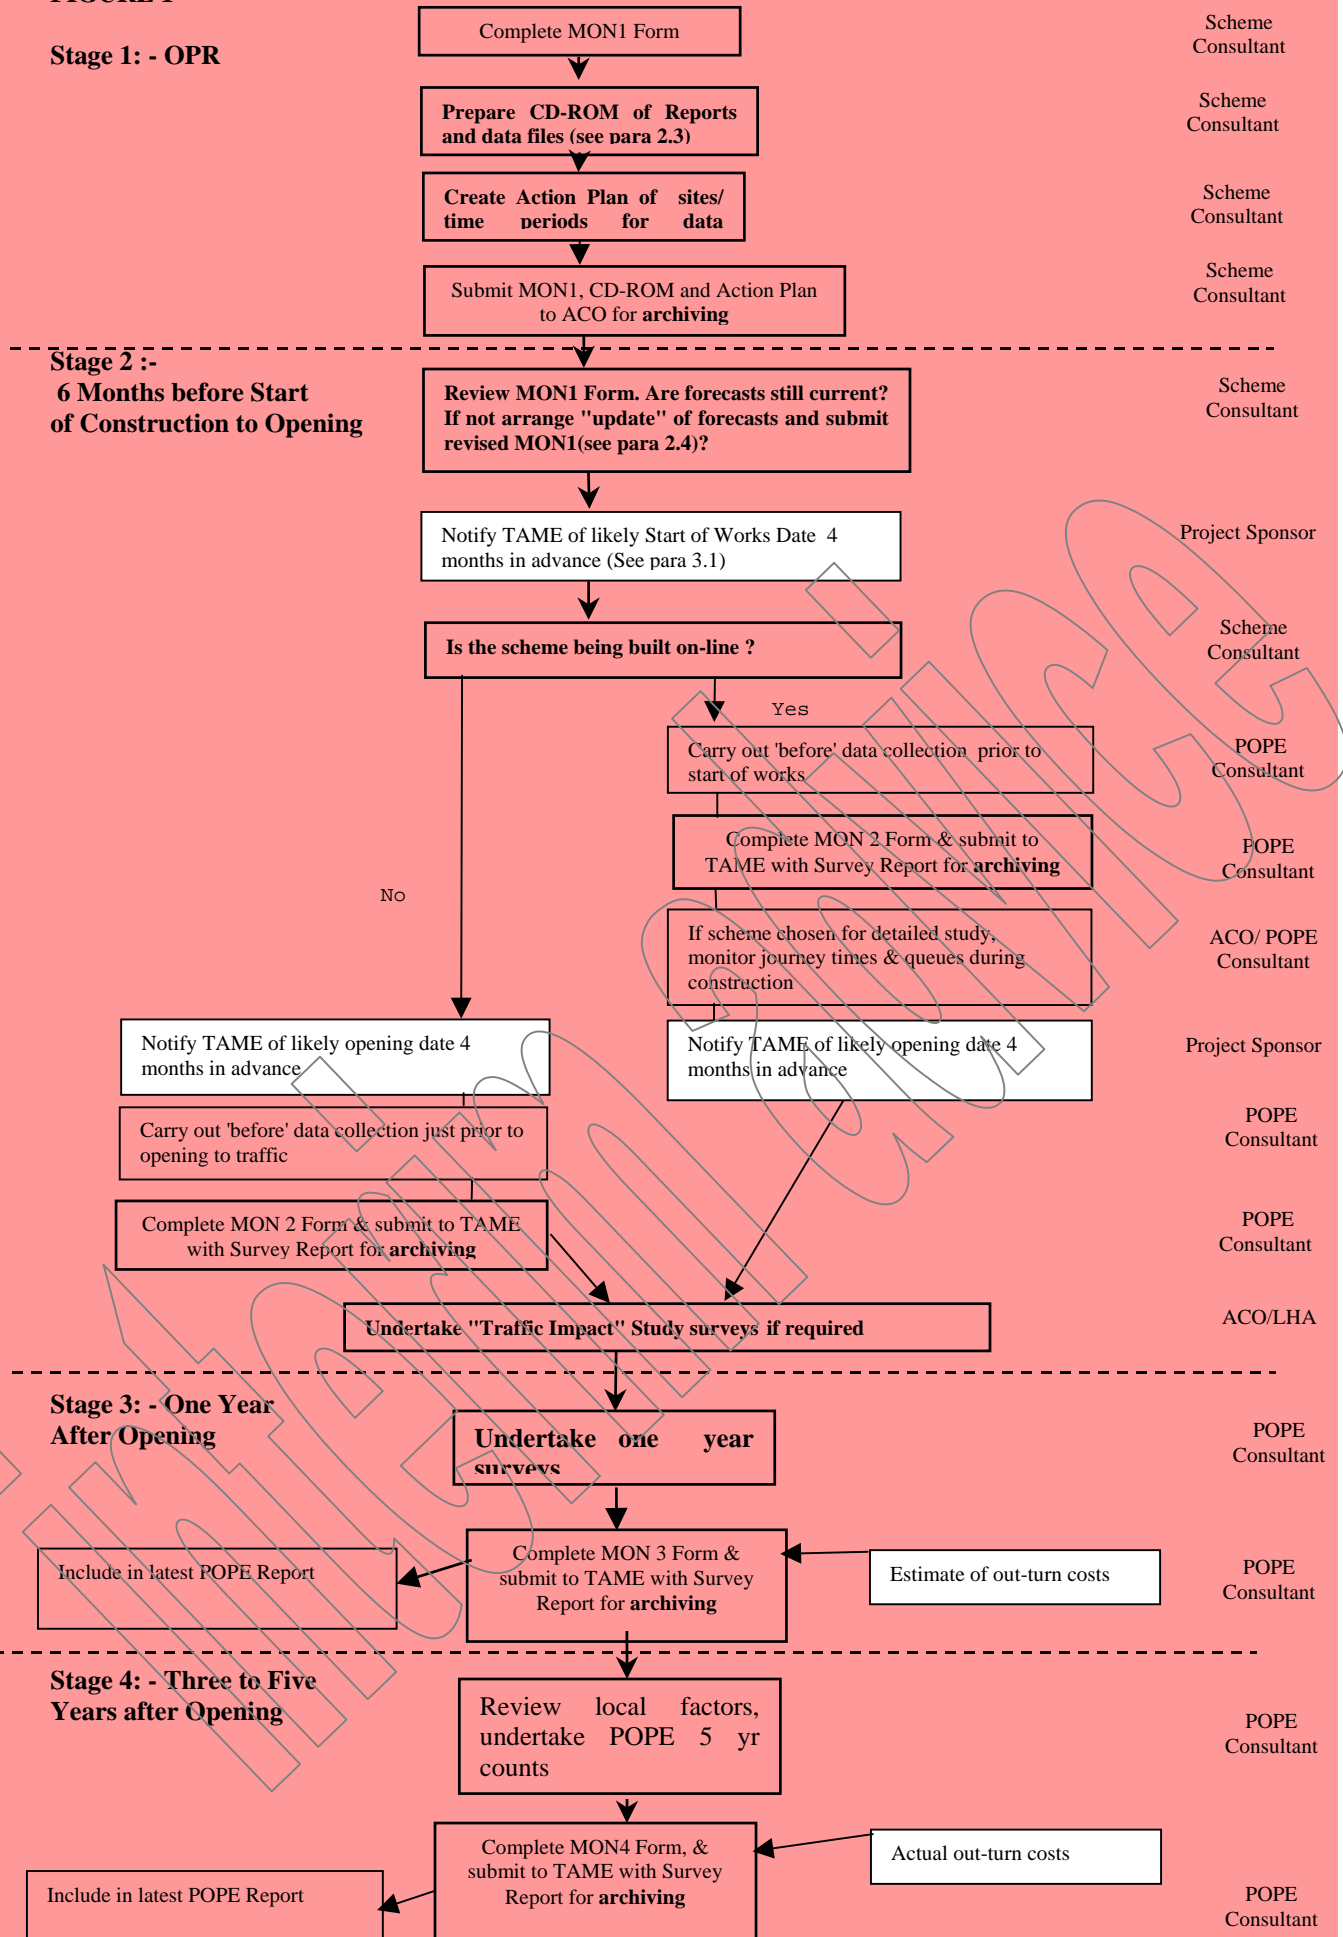 Complete MON1 Form
Scheme
Consultant
Stage 1: - OPR
Prepare CD-ROM of Reports
and data files (see para 2.3)
Scheme
Consultant
Create Action Plan of sites/
time periods for data
Scheme
Consultant
Submit MON1, CD-ROM and Action Plan
to ACO for archiving
Scheme
Consultant
Stage 2 :-
6 Months before Start
of Construction to Opening
Review MON1 Form. Are forecasts still current?
If not arrange "update" of forecasts and submit
revised MON1(see para 2.4)?
Scheme
Consultant
Notify TAME of likely Start of Works Date 4
months in advance (See para 3.1)
Project Sponsor
Is the scheme being built on-line ?
Scheme
Consultant
Yes
Carry out 'before' data collection prior to
start of works
POPE
Consultant
Complete MON 2 Form & submit to
TAME with Survey Report for archiving
POPE
Consultant
No
If scheme chosen for detailed study,
monitor journey times & queues during
construction
ACO/ POPE
Consultant
Notify TAME of likely opening date 4
months in advance
Notify TAME of likely opening date 4
months in advance
Project Sponsor
Carry out 'before' data collection just prior to
opening to traffic
POPE
Consultant
Complete MON 2 Form & submit to TAME
with Survey Report for archiving
POPE
Consultant
Undertake "Traffic Impact" Study surveys if required
ACO/LHA
Stage 3: - One Year
After Opening
Undertake one year
surveys
POPE
Consultant
Include in latest POPE Report
Complete MON 3 Form &
submit to TAME with Survey
Report for archiving
Estimate of out-turn costs
POPE
Consultant
Stage 4: - Three to Five
Years after Opening
Review local factors,
undertake POPE 5 yr
counts
POPE
Consultant
Complete MON4 Form, &
submit to TAME with Survey
Report for archiving
Actual out-turn costs
Include in latest POPE Report
POPE
Consultant
interim advice